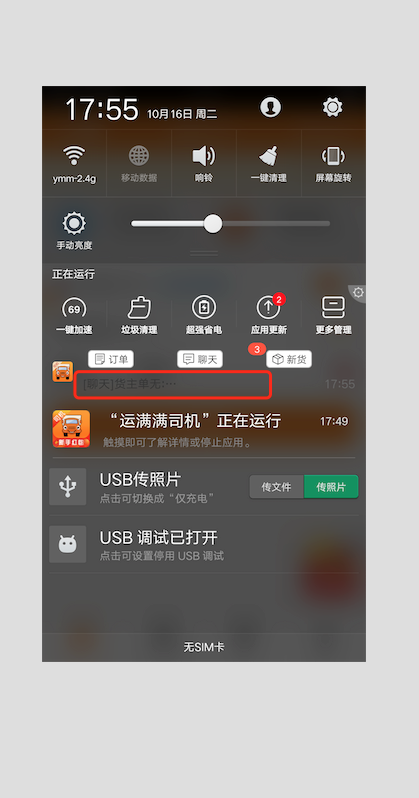 17:55 10月16日 周二
ymm-2.4g 移动数据 响铃 一键清理 屏幕旋转
手动亮度
正在运行
69 2
一键加速 垃圾清理 超强省电 应用更新 更多管理
订单 聊天 3 新货
[聊天]货主单无:··· 17:55
“运满满司机”正在运行 17:49
触摸即可了解详情或停止应用。
USB传照片 传文件 传照片
点击可切换成“仅充电”
USB 调试已打开
点击可设置停用 USB 调试
无SIM卡